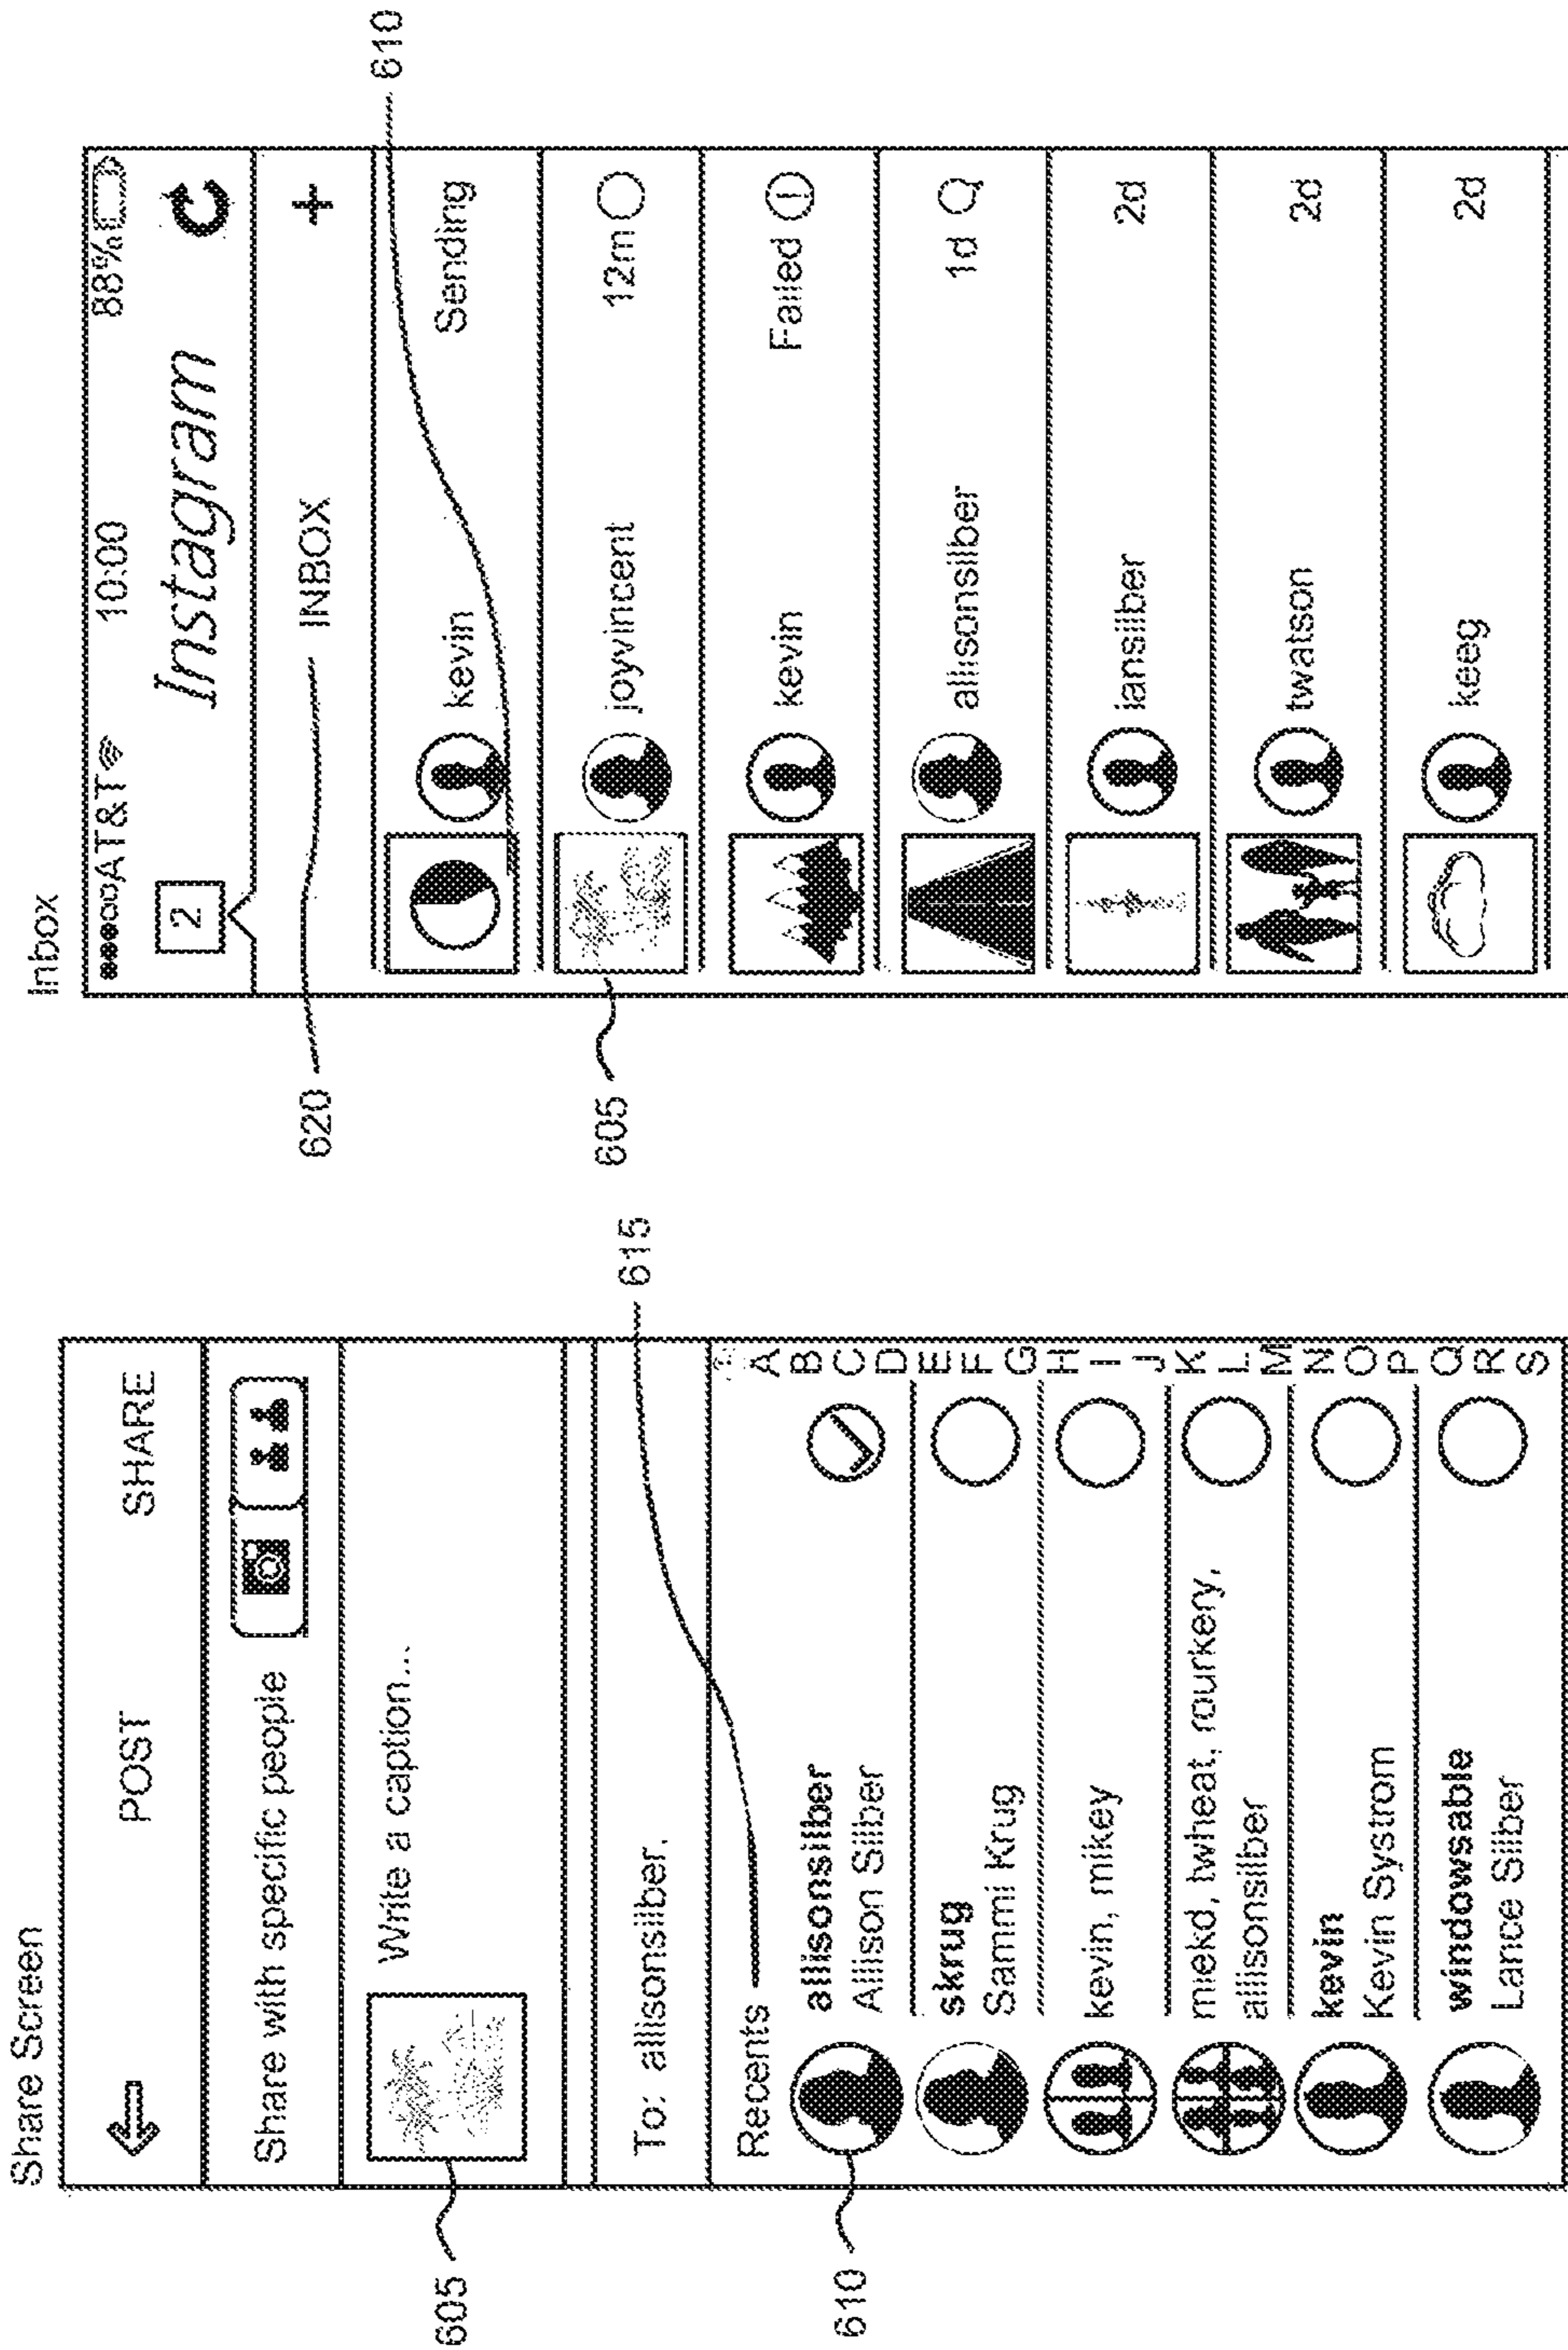 Share Screen
POST
SHARE
Share with specific people
605
Write a caption...
To: allisonsilber,
615
Recents
610
allisonsilber
Allison Silber
skrug
Sammi Krug
kevin, mikey
miekd, twheat, rourkery,
allisonsilber
kevin
Kevin Systrom
windowsable
Lance Silber
A
B
C
D
E
F
G
H
I
J
K
L
M
N
O
P
Q
R
S
Inbox
AT&T
10:00
88%
2
Instagram
620
INBOX
+
610
kevin
Sending
605
joyvincent
12m
kevin
Failed
allisonsilber
1d
iansilber
2d
twatson
2d
keeg
2d